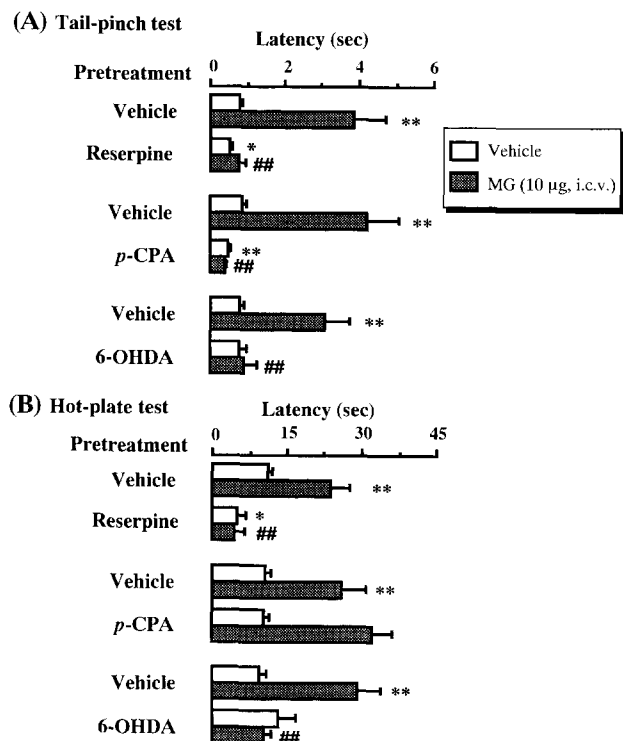 (A) Tail-pinch test
Latency (sec)
Pretreatment 0 2 4 6
Vehicle **
Reserpine *
##
Vehicle **
p-CPA **
##
Vehicle **
6-OHDA ##
Vehicle
MG (10 µg, i.c.v.)
(B) Hot-plate test
Latency (sec)
Pretreatment 0 15 30 45
Vehicle **
Reserpine *
##
Vehicle **
p-CPA
Vehicle **
6-OHDA ##